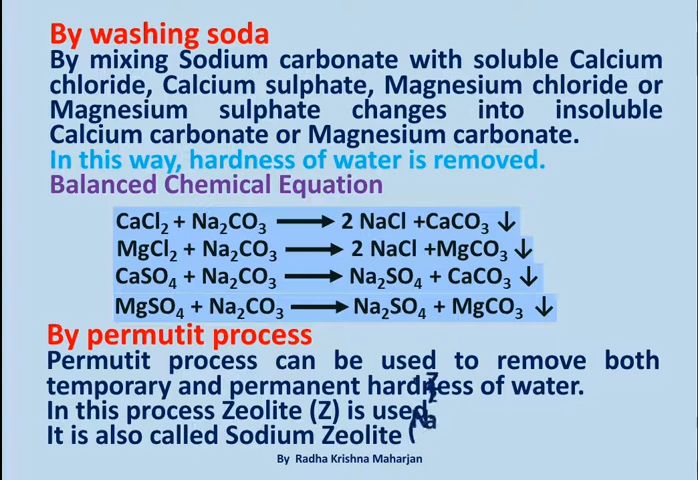 By washing soda
By mixing Sodium carbonate with soluble Calcium
chloride, Calcium sulphate, Magnesium chloride or
Magnesium sulphate changes into insoluble
Calcium carbonate or Magnesium carbonate.
In this way, hardness of water is removed.
Balanced Chemical Equation
CaCl₂ + Na₂CO₃ ⟶ 2 NaCl +CaCO₃ ↓
MgCl₂ + Na₂CO₃ ⟶ 2 NaCl +MgCO₃ ↓
CaSO₄ + Na₂CO₃ ⟶ Na₂SO₄ + CaCO₃ ↓
MgSO₄ + Na₂CO₃ ⟶ Na₂SO₄ + MgCO₃ ↓
By permutit process
Permutit process can be used to remove both
temporary and permanent hardness of water.
In this process Zeolite (Z) is used.
It is also called Sodium Zeolite (
By Radha Krishna Maharjan